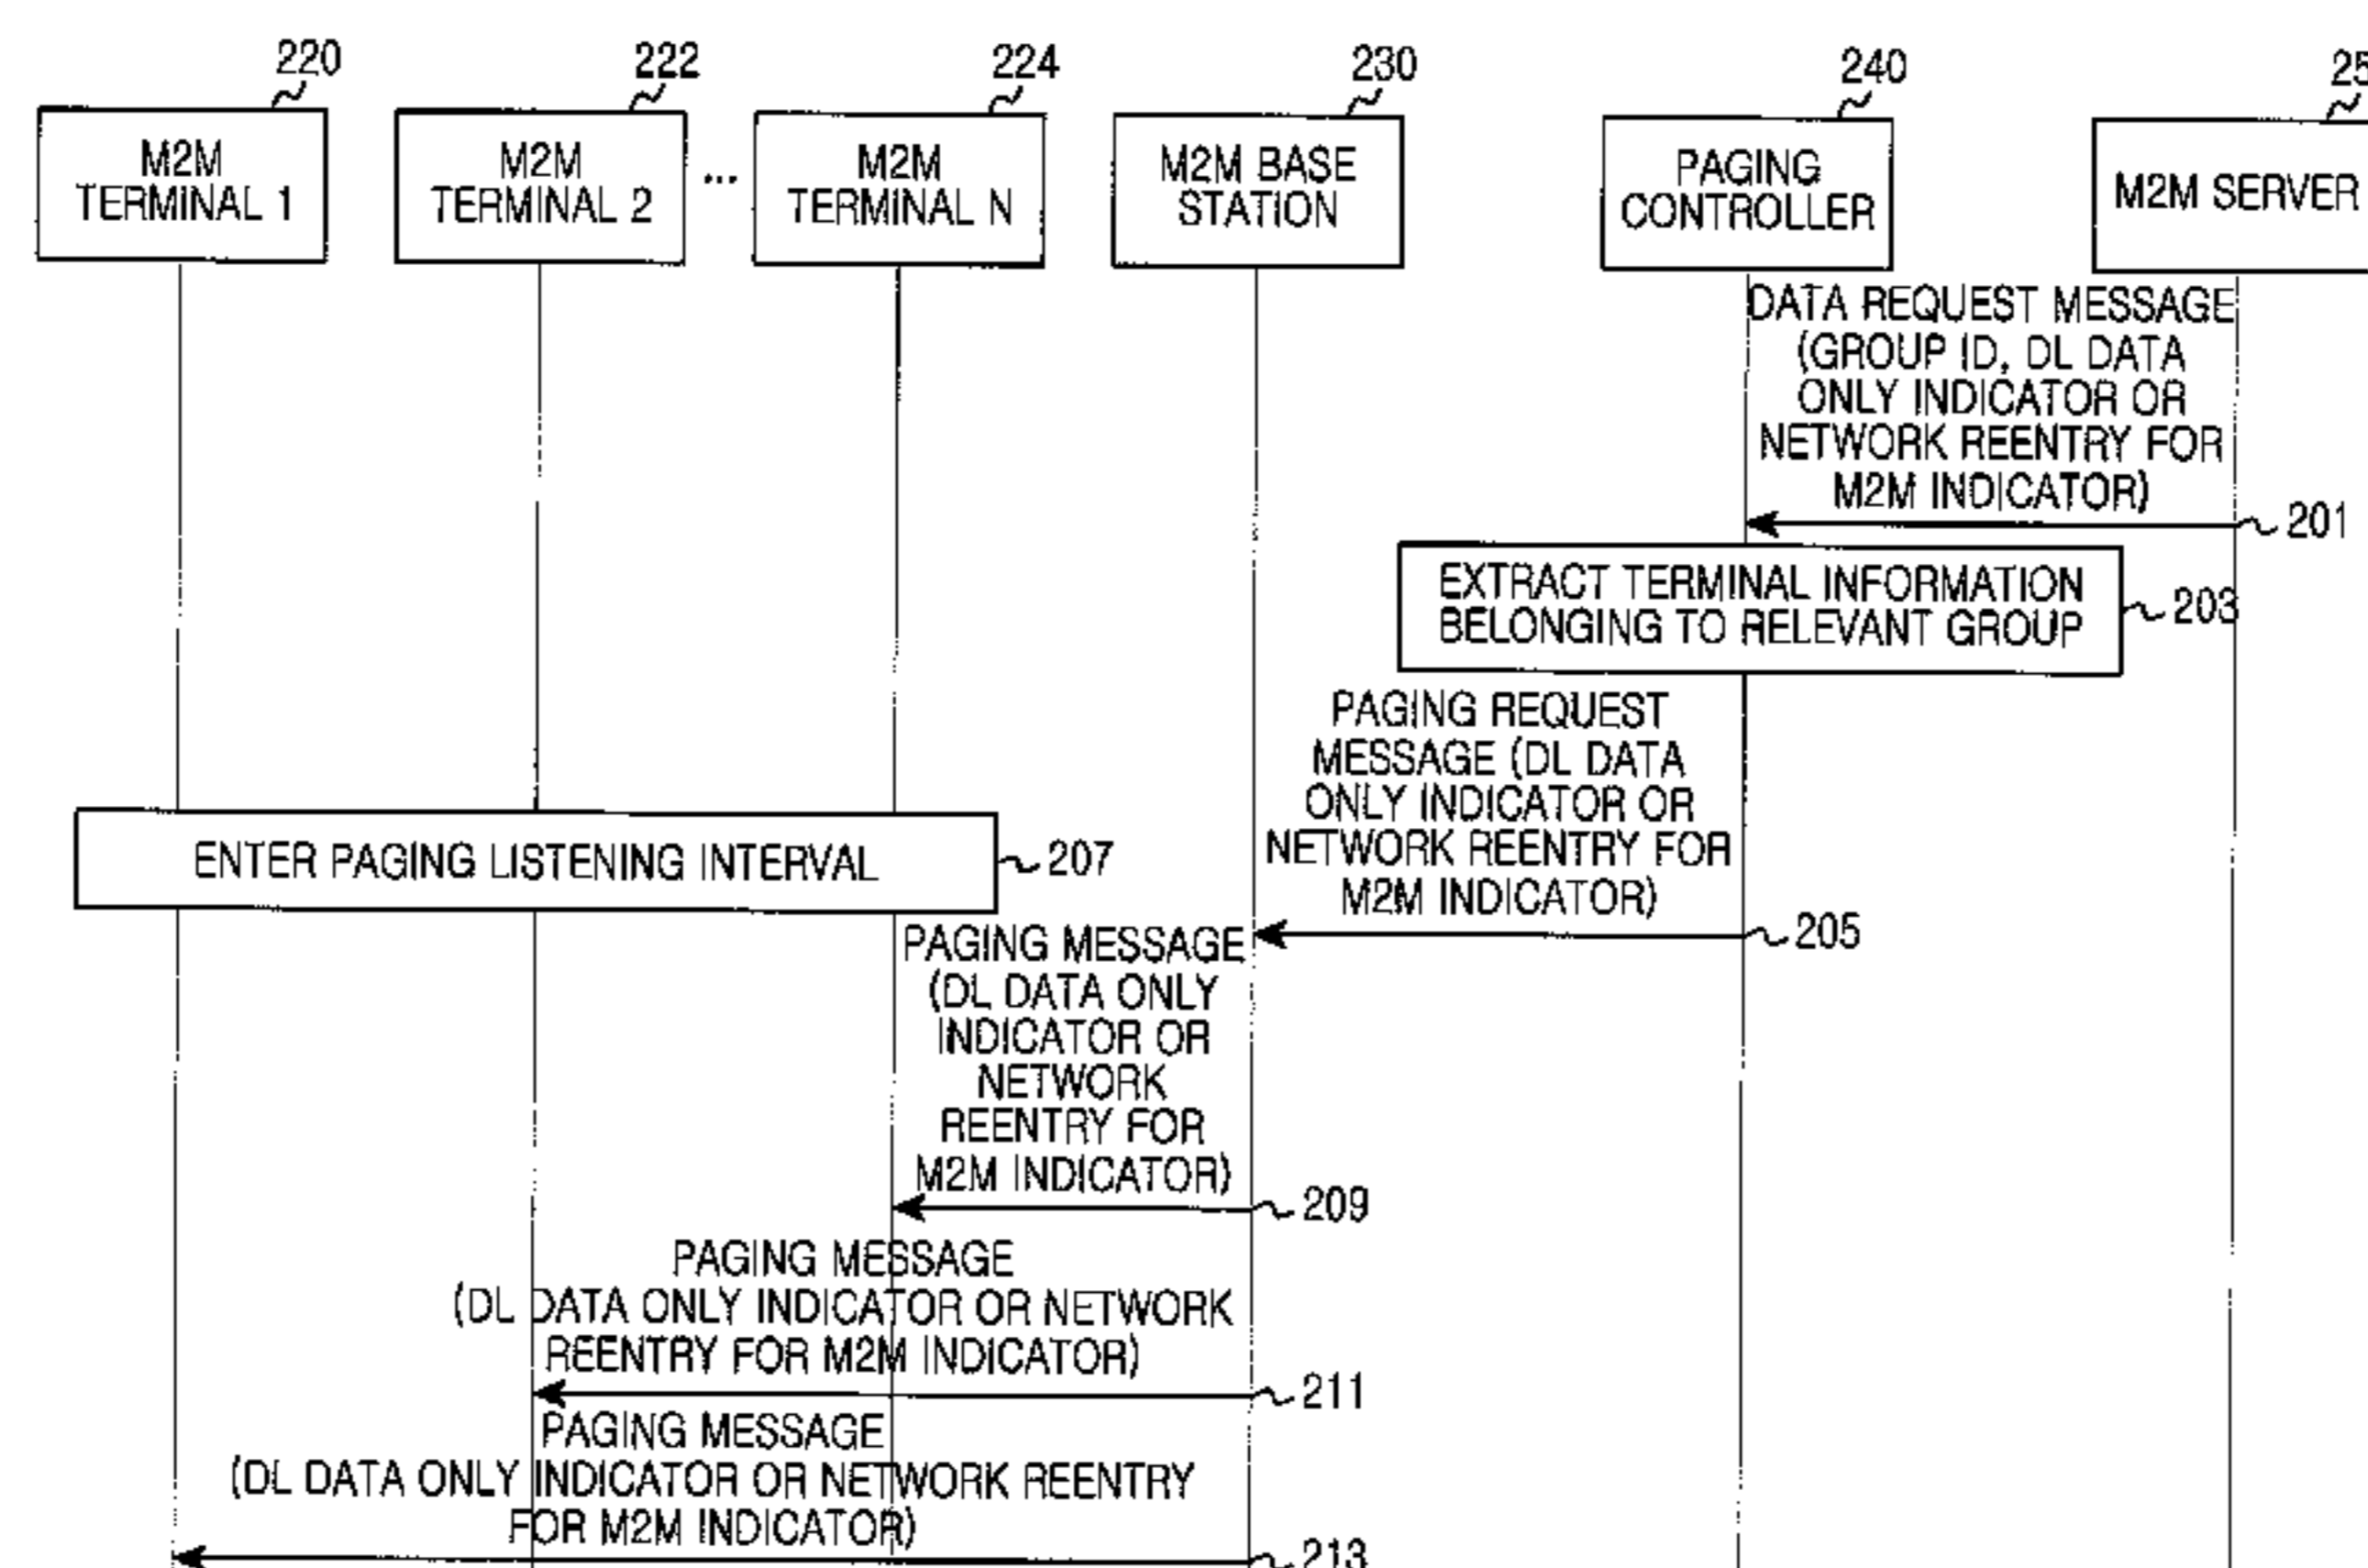 220
222
224
230
240
25
M2M
TERMINAL 1
M2M
TERMINAL 2
...
M2M
TERMINAL N
M2M BASE
STATION
PAGING
CONTROLLER
M2M SERVER
DATA REQUEST MESSAGE
(GROUP ID, DL DATA
ONLY INDICATOR OR
NETWORK REENTRY FOR
M2M INDICATOR)
201
EXTRACT TERMINAL INFORMATION
BELONGING TO RELEVANT GROUP
203
PAGING REQUEST
MESSAGE (DL DATA
ONLY INDICATOR OR
NETWORK REENTRY FOR
M2M INDICATOR)
205
ENTER PAGING LISTENING INTERVAL
207
PAGING MESSAGE
(DL DATA ONLY
INDICATOR OR
NETWORK
REENTRY FOR
M2M INDICATOR)
209
PAGING MESSAGE
(DL DATA ONLY INDICATOR OR NETWORK
REENTRY FOR M2M INDICATOR)
211
PAGING MESSAGE
(DL DATA ONLY INDICATOR OR NETWORK REENTRY
FOR M2M INDICATOR)
213